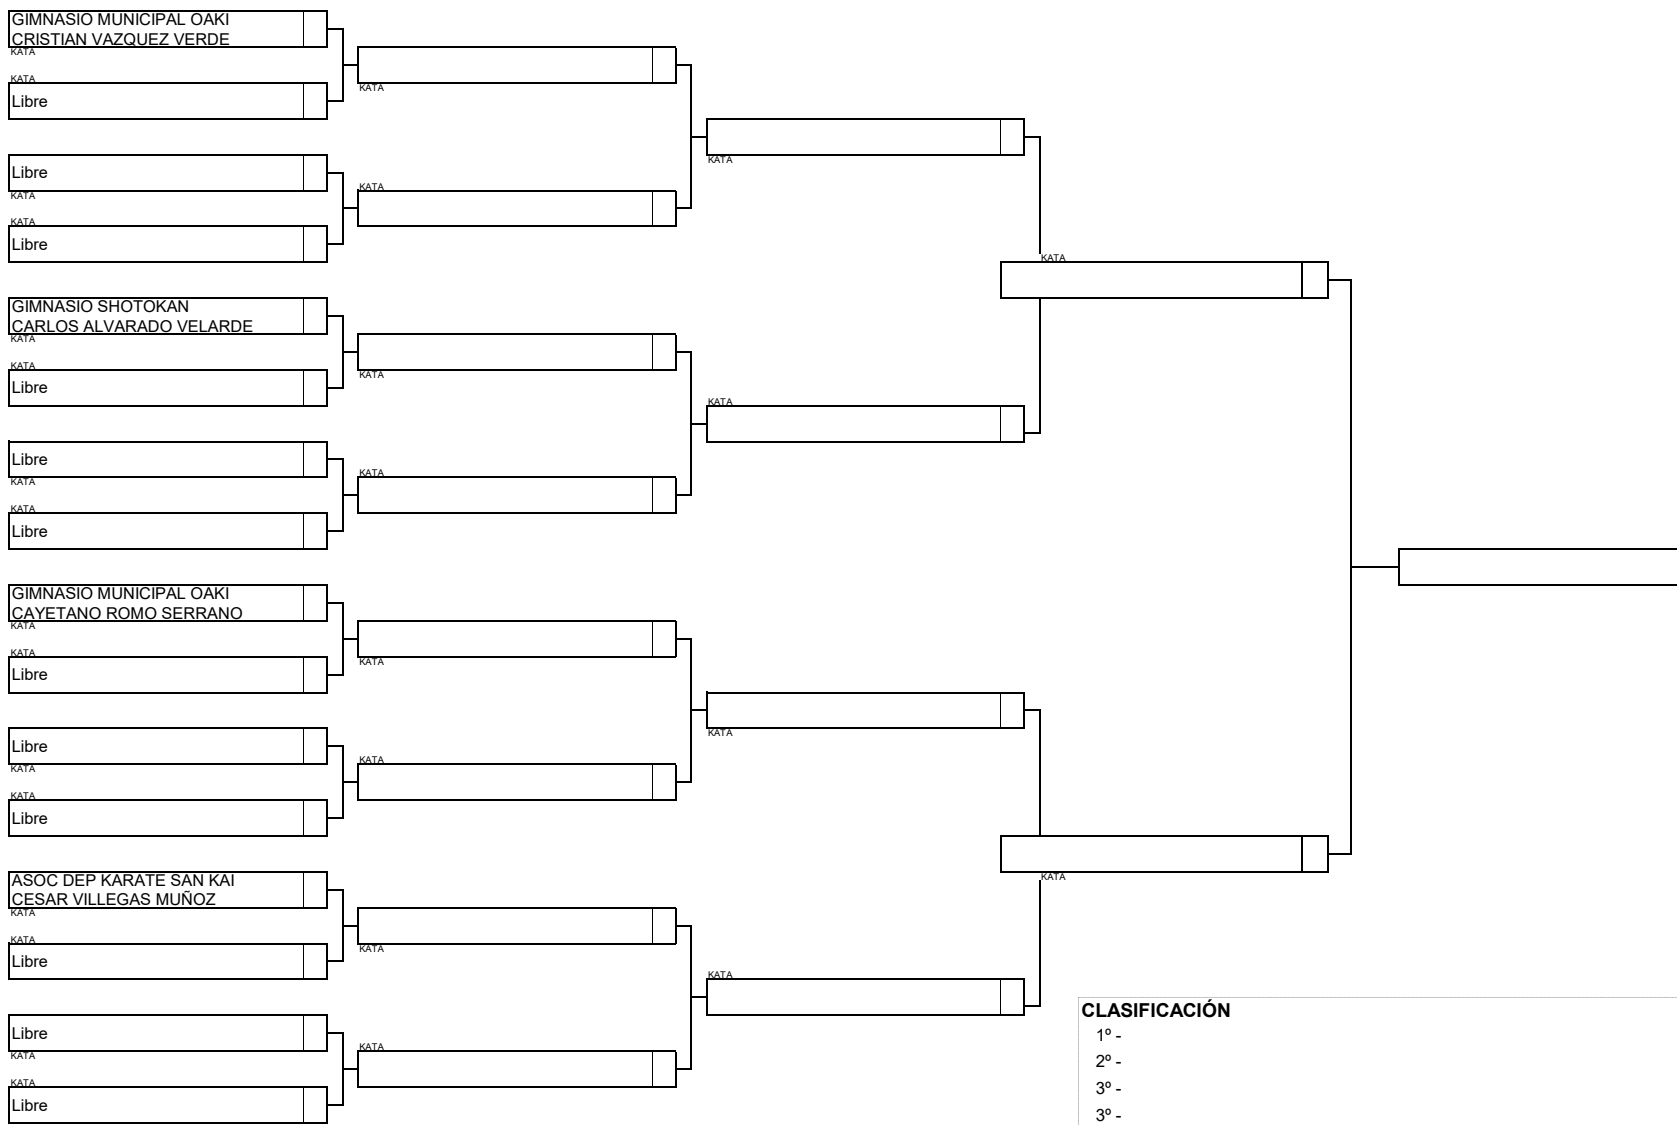 GIMNASIO MUNICIPAL OAKI
CRISTIAN VAZQUEZ VERDE
KATA
KATA
Libre
Libre
KATA
KATA
Libre
GIMNASIO SHOTOKAN
CARLOS ALVARADO VELARDE
KATA
KATA
Libre
Libre
KATA
KATA
Libre
GIMNASIO MUNICIPAL OAKI
CAYETANO ROMO SERRANO
KATA
KATA
Libre
Libre
KATA
KATA
Libre
ASOC DEP KARATE SAN KAI
CESAR VILLEGAS MUÑOZ
KATA
KATA
Libre
Libre
KATA
KATA
Libre
KATA
KATA
KATA
KATA
KATA
KATA
KATA
KATA
KATA
KATA
KATA
KATA
KATA
KATA
CLASIFICACIÓN
1º -
2º -
3º -
3º -